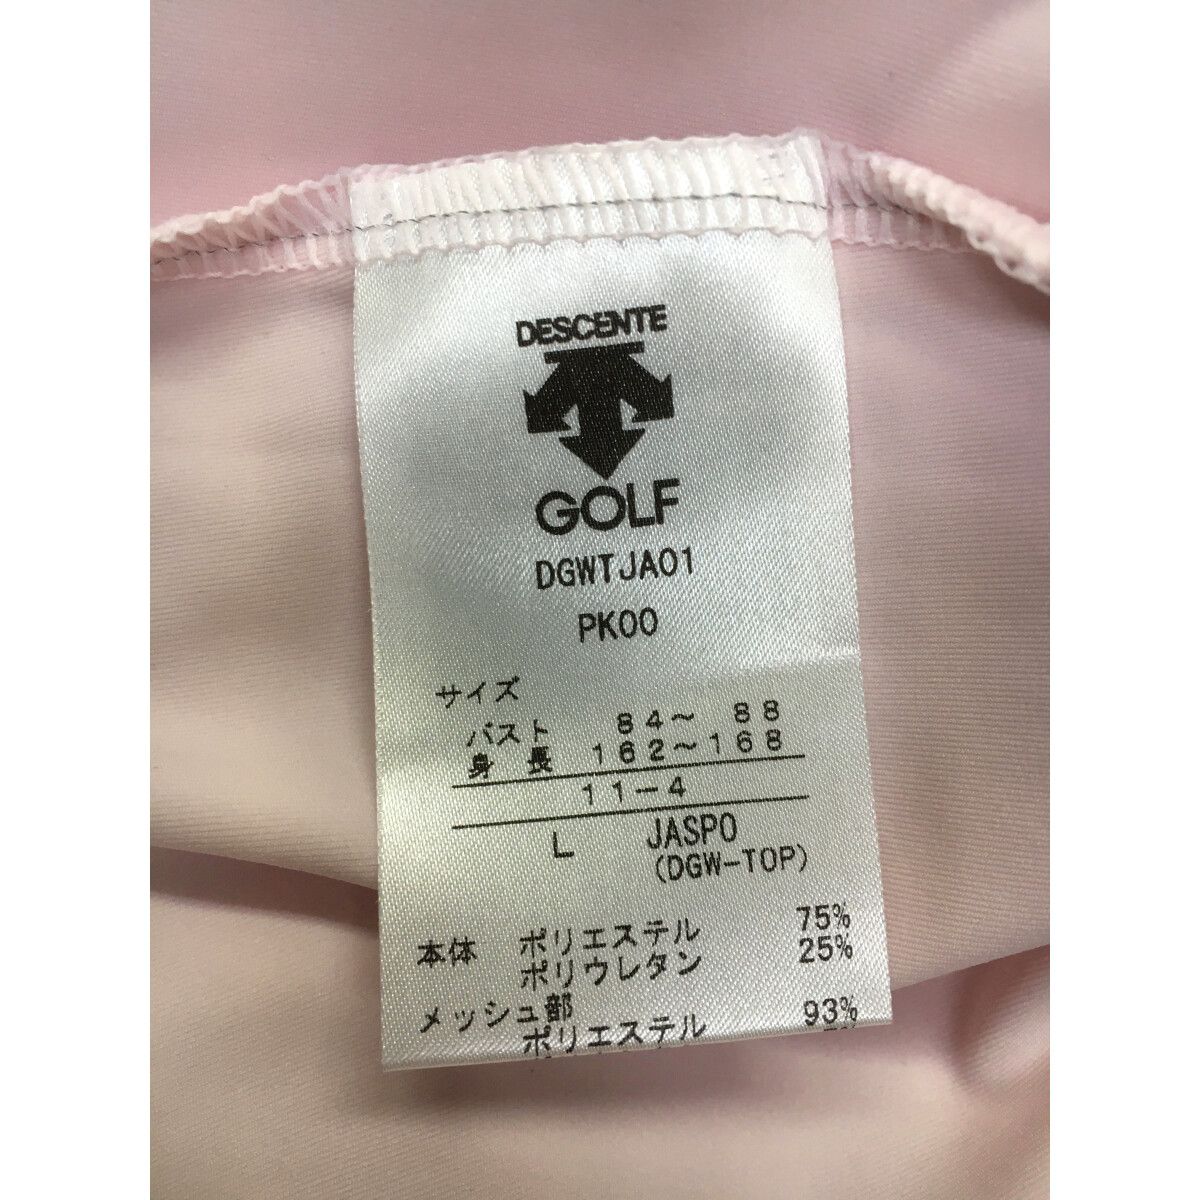 DESCENTE
GOLF
DGWTJA01
PK00
サイズ
バスト 84～ 88
身 長 162～168
11-4
L JASPO
(DGW-TOP)
本体 ポリエステル 75%
ポリウレタン 25%
メッシュ部
ポリエステル 93%